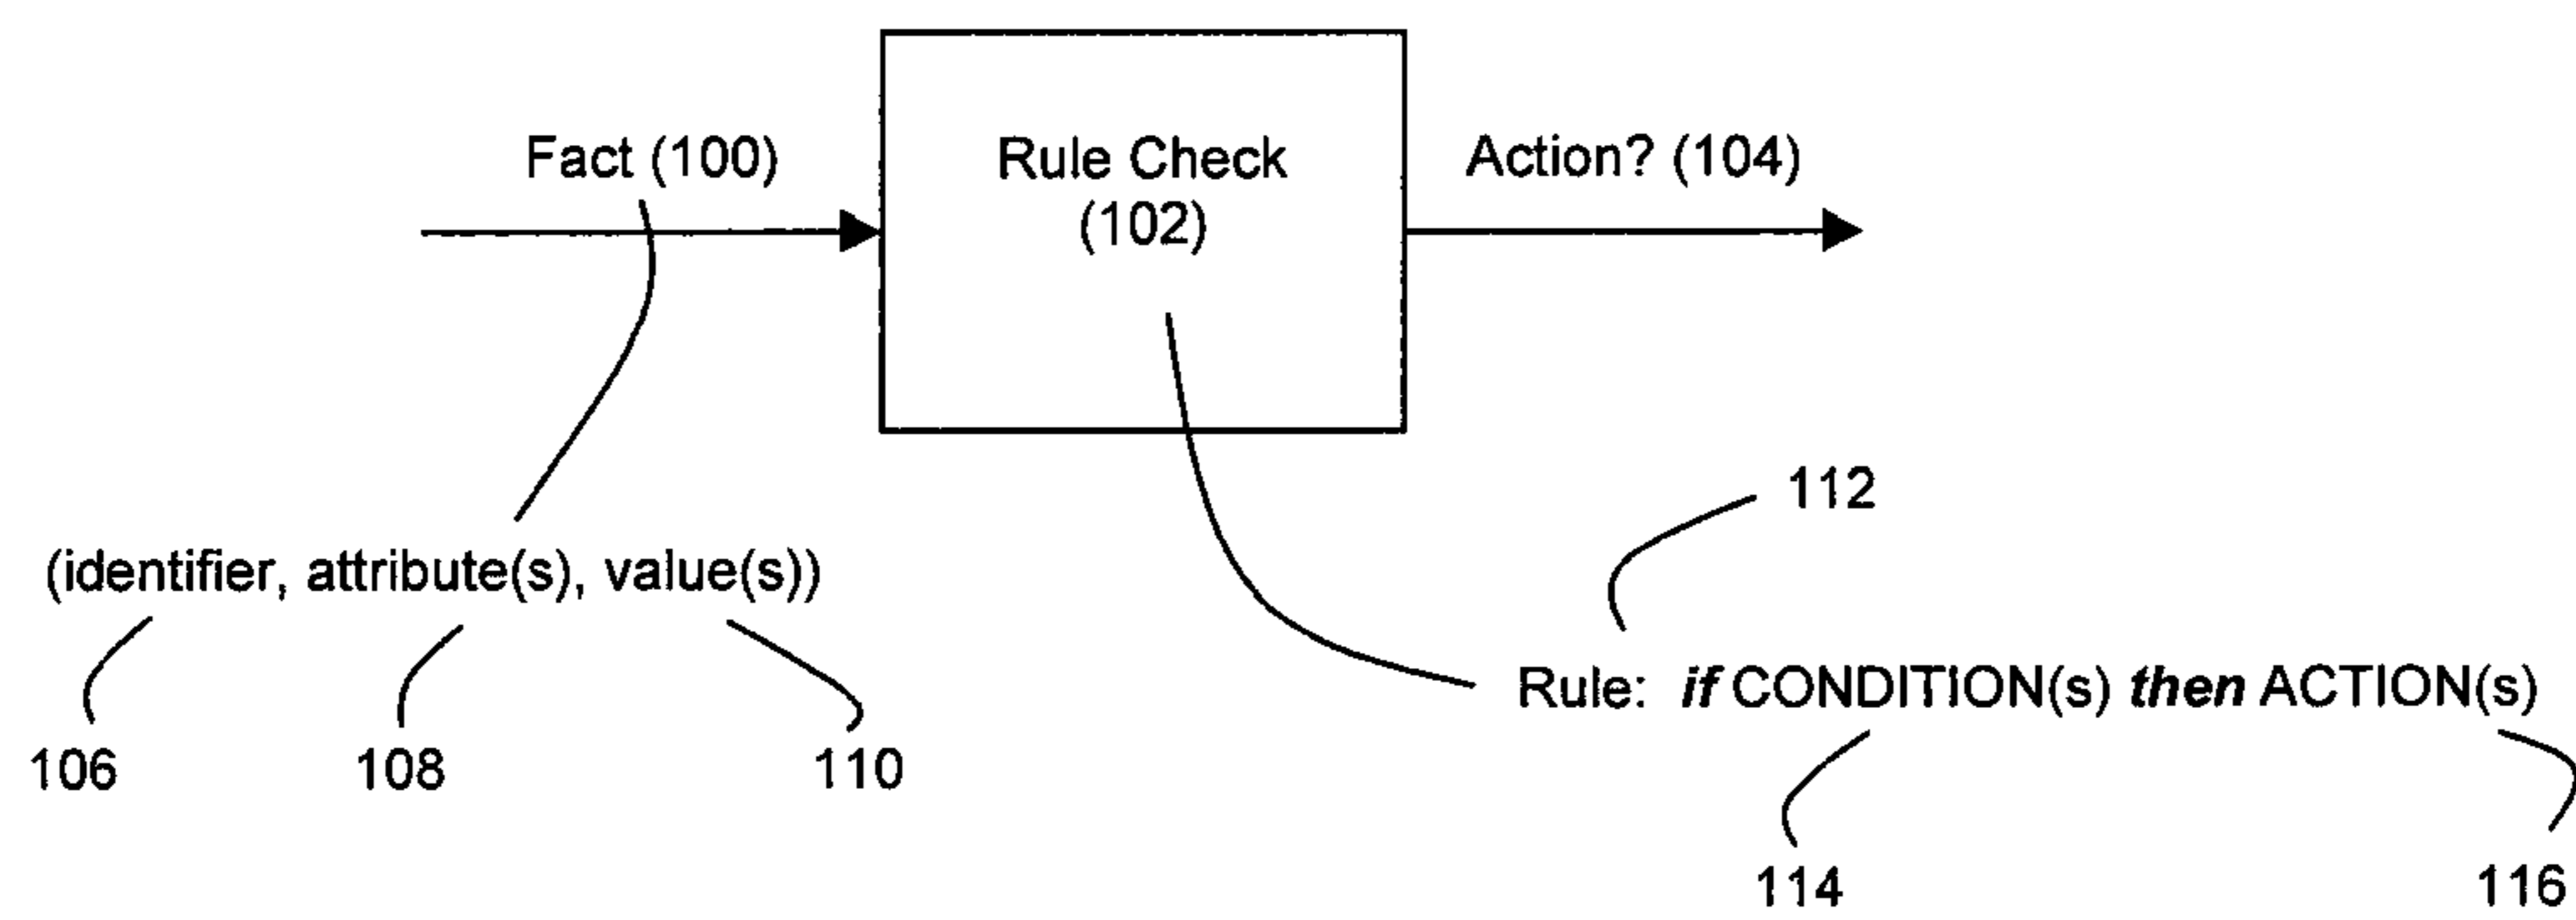 Fact (100)
Rule Check
(102)
Action? (104)
(identifier, attribute(s), value(s))
106
108
110
112
Rule: if CONDITION(s) then ACTION(s)
114
116